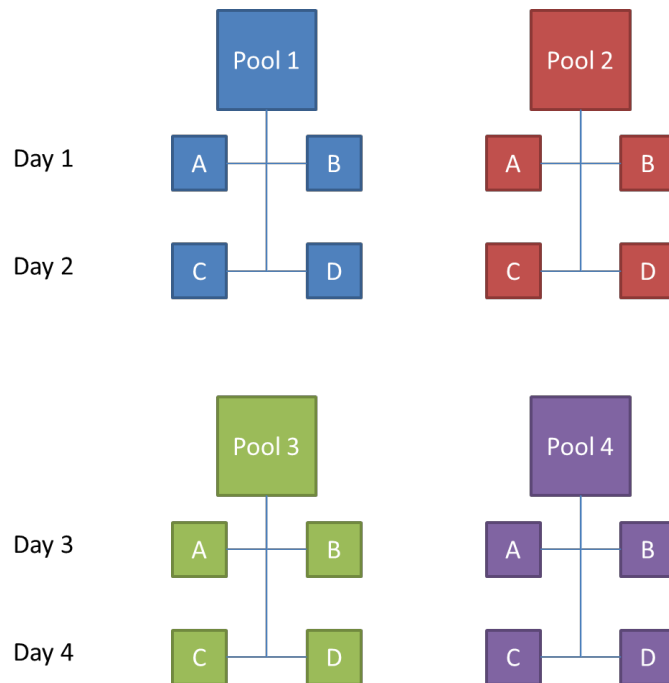 Pool 1 Pool 2
Day 1 A B A B
Day 2 C D C D
Pool 3 Pool 4
Day 3 A B A B
Day 4 C D C D